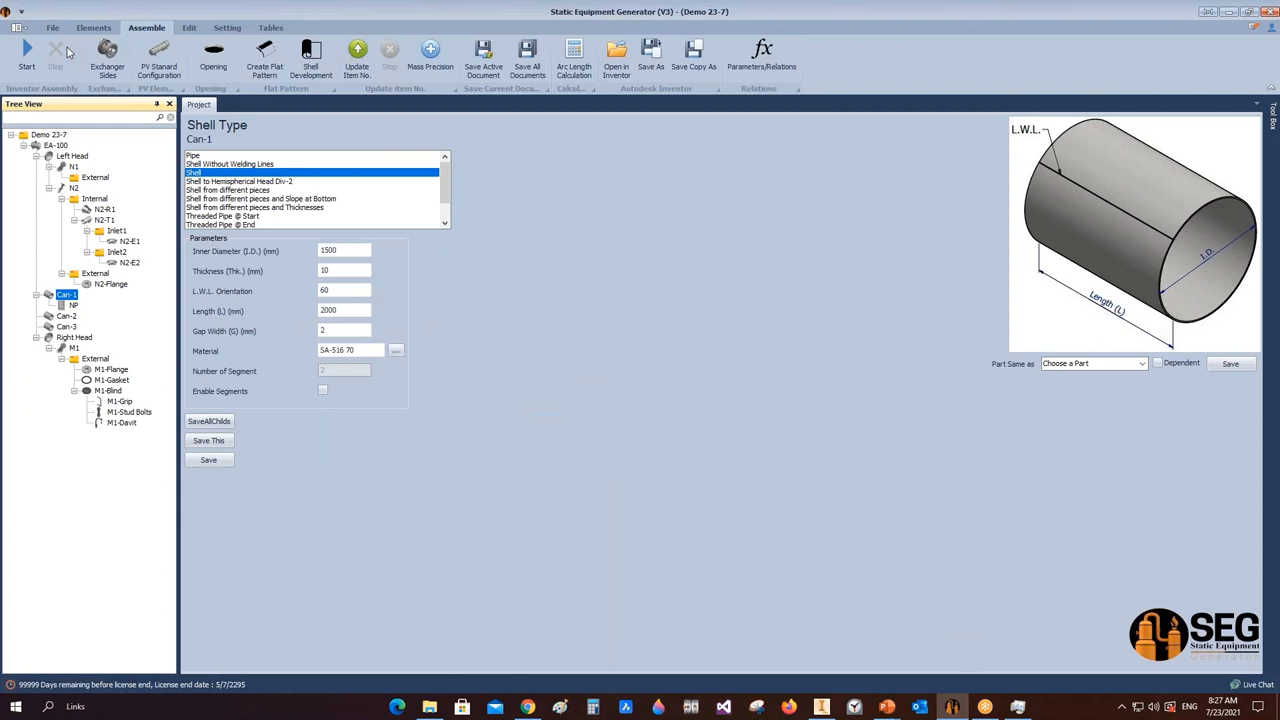 Static Equipment Generator (V3) - (Demo 23-7)
File Elements Assemble Edit Setting Tables
Start
Stop
Exchanger Sides
PV Standard Configuration
Opening
Create Flat Pattern
Shell Development
Update Item No.
Stop
Mass Precision
Save Active Document
Save All Documents
Arc Length Calculation
Open in Inventor
Save As
Save Copy As
fx
Parameters/Relations
Inventor Assembly Exchan... PV Elem... Opening Flat Pattern Update item No. Save Current Docu... Calcul... Autodesk Inventor Relations
Tree View
Demo 23-7
EA-100
Left Head
N1
External
N2
Internal
N2-R1
N2-T1
Inlet1
N2-E1
Inlet2
N2-E2
External
N2-Flange
Can-1
NP
Can-2
Can-3
Right Head
M1
External
M1-Flange
M1-Gasket
M1-Blind
M1-Grip
M1-Stud Bolts
M1-Davit
Project
Shell Type
Can-1
Pipe
Shell Without Welding Lines
Shell
Shell to Hemispherical Head Div-2
Shell from different pieces
Shell from different pieces and Slope at Bottom
Shell from different pieces and Thicknesses
Threaded Pipe @ Start
Threaded Pipe @ End
Parameters
Inner Diameter (I.D.) (mm) 1500
Thickness (Thk.) (mm) 10
L.W.L. Orientation 60
Length (L) (mm) 2000
Gap Width (G) (mm) 2
Material SA-516 70 ...
Number of Segment 2
Enable Segments
SaveAllChilds
Save This
Save
L.W.L.
I.D.
Length (L)
Part Same as Choose a Part Dependent Save
Tool Box
SEG
Static Equipment
Generator
99999 Days remaining before license end, License end date : 5/7/2295
Live Chat
Links
ENG
8:27 AM
7/23/2021